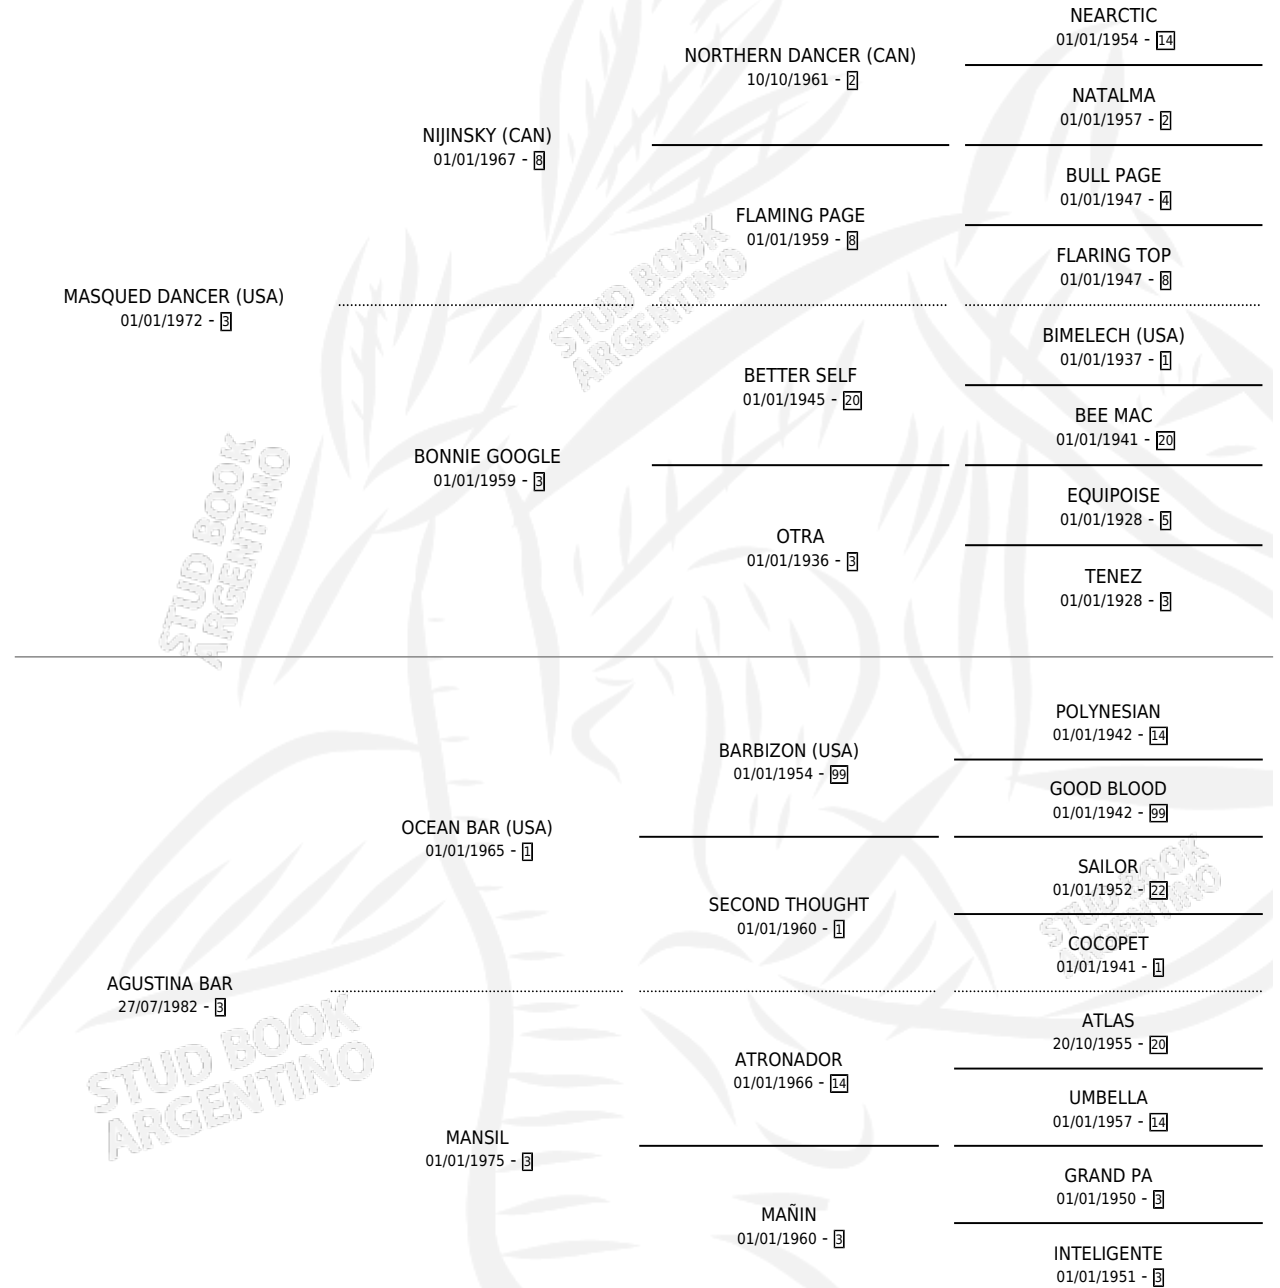 NEARCTIC
01/01/1954 - 14
NORTHERN DANCER (CAN)
10/10/1961 - 2
NATALMA
01/01/1957 - 2
NIJINSKY (CAN)
01/01/1967 - 8
BULL PAGE
01/01/1947 - 4
FLAMING PAGE
01/01/1959 - 8
FLARING TOP
01/01/1947 - 8
MASQUED DANCER (USA)
01/01/1972 - 3
STUD BOOK
ARGENTINO
BIMELECH (USA)
01/01/1937 - 1
BETTER SELF
01/01/1945 - 20
BEE MAC
01/01/1941 - 20
BONNIE GOOGLE
01/01/1959 - 3
STUD BOOK
ARGENTINO
EQUIPOISE
01/01/1928 - 5
OTRA
01/01/1936 - 3
TENEZ
01/01/1928 - 3
POLYNESIAN
01/01/1942 - 14
BARBIZON (USA)
01/01/1954 - 99
GOOD BLOOD
01/01/1942 - 99
OCEAN BAR (USA)
01/01/1965 - 1
SAILOR
01/01/1952 - 22
STUD BOOK
ARGENTINO
SECOND THOUGHT
01/01/1960 - 1
COCOPET
01/01/1941 - 1
AGUSTINA BAR
27/07/1982 - 3
STUD BOOK
ARGENTINO
ATLAS
20/10/1955 - 20
ATRONADOR
01/01/1966 - 14
UMBELLA
01/01/1957 - 14
MANSIL
01/01/1975 - 3
GRAND PA
01/01/1950 - 3
MAÑIN
01/01/1960 - 3
INTELIGENTE
01/01/1951 - 3